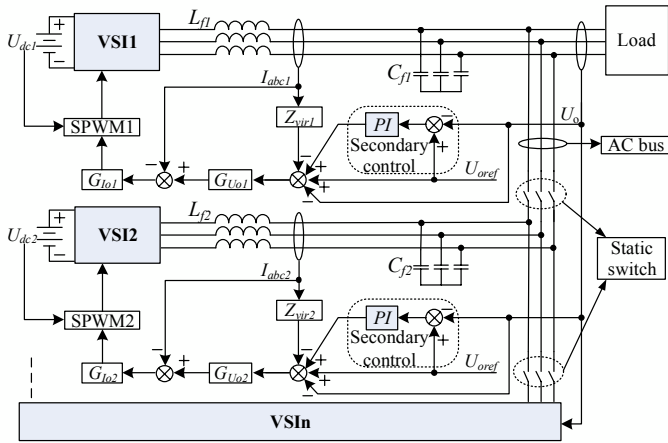 U_dc1
+
−
VSI1
L_f1
C_f1
Load
I_abc1
Z_vir1
SPWM1
PI
Secondary control
U_o
AC bus
G_Io1
−
+
G_Uo1
−
+
+
−
−
+
U_oref
U_dc2
+
−
VSI2
L_f2
C_f2
Static switch
I_abc2
Z_vir2
SPWM2
PI
Secondary control
G_Io2
−
+
G_Uo2
−
+
+
−
−
+
U_oref
VSIn